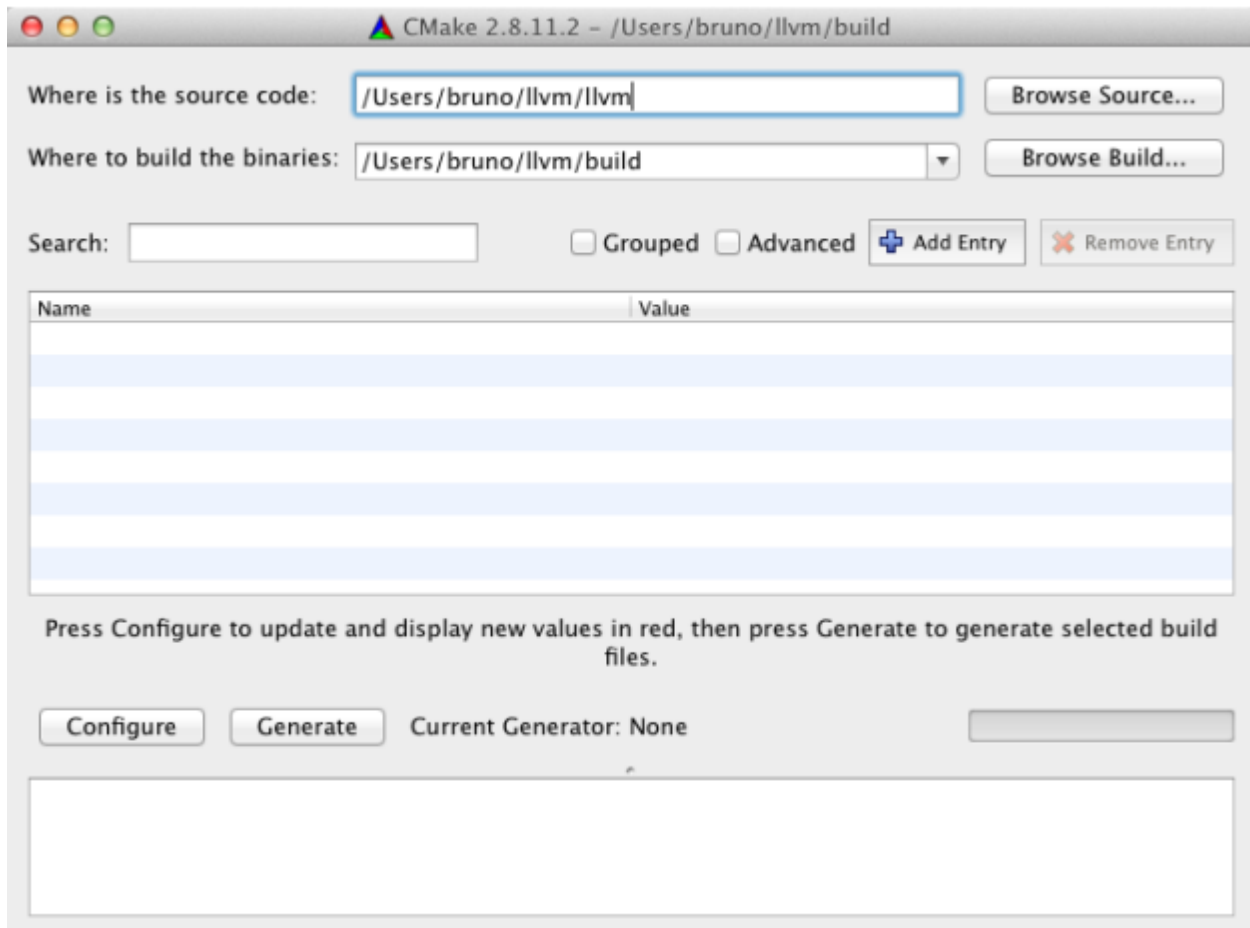 CMake 2.8.11.2 – /Users/bruno/llvm/build
Where is the source code: /Users/bruno/llvm/llvm Browse Source...
Where to build the binaries: /Users/bruno/llvm/build Browse Build...
Search: Grouped Advanced Add Entry Remove Entry
Name Value
Press Configure to update and display new values in red, then press Generate to generate selected build
files.
Configure Generate Current Generator: None